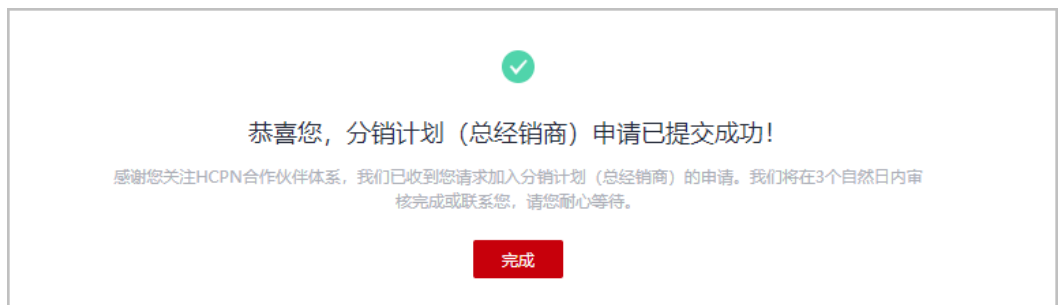 恭喜您，分销计划（总经销商）申请已提交成功！
感谢您关注HCPN合作伙伴体系，我们已收到您请求加入分销计划（总经销商）的申请。我们将在3个自然日内审
核完成或联系您，请您耐心等待。
完成